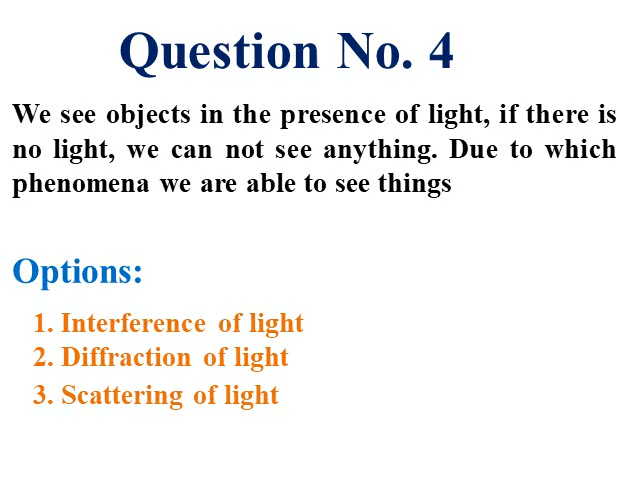 Question No. 4
We see objects in the presence of light, if there is
no light, we can not see anything. Due to which
phenomena we are able to see things
Options:
1. Interference of light
2. Diffraction of light
3. Scattering of light